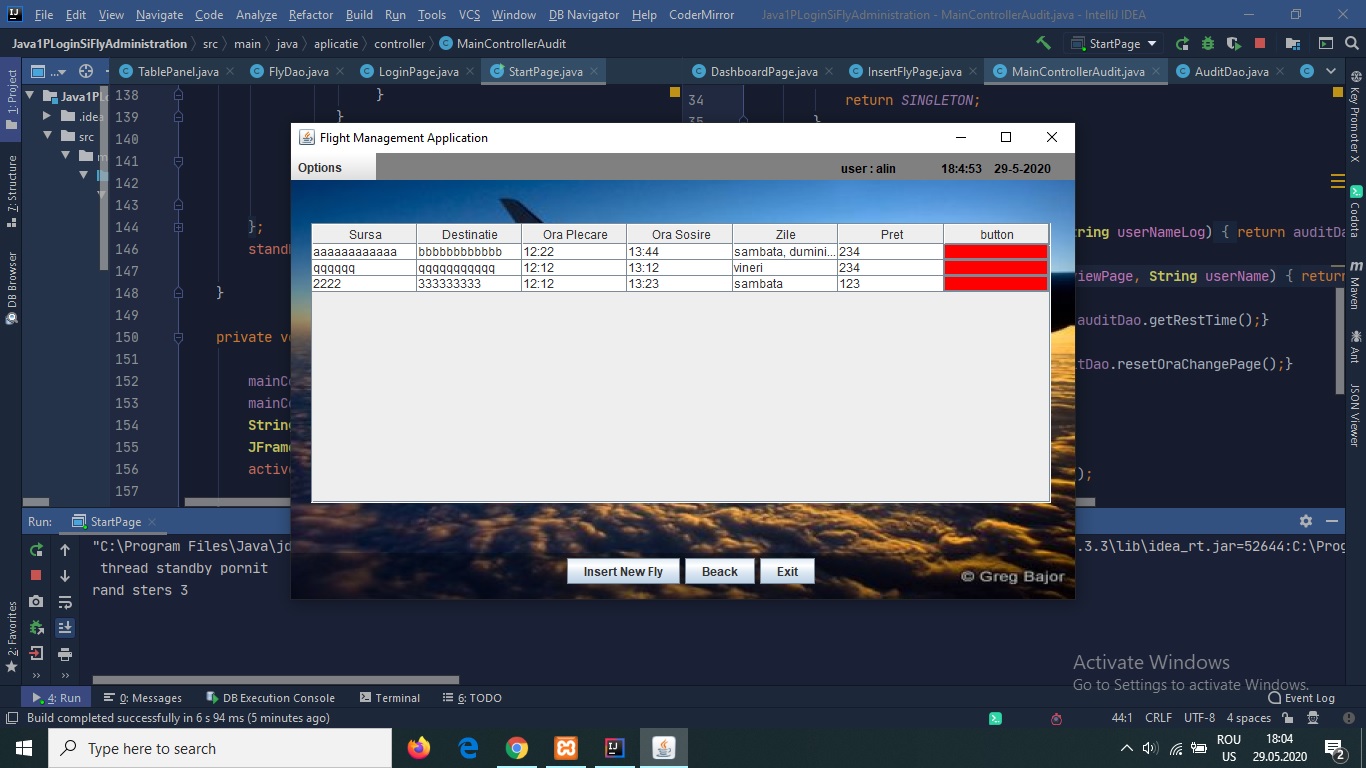 File Edit View Navigate Code Analyze Refactor Build Run Tools VCS Window DB Navigator Help CoderMirror Java1PLoginSiFlyAdministration - MainControllerAudit.java - IntelliJ IDEA
Java1PLoginSiFlyAdministration src main java aplicatie controller MainControllerAudit StartPage
1: Project
7: Structure
DB Browser
2: Favorites
TablePanel.java FlyDao.java LoginPage.java StartPage.java DashboardPage.java InsertFlyPage.java MainControllerAudit.java AuditDao.java
Java1PLo
.idea
src
m
138 }
139 }
140
141
142
143
144 };
146 stand
147
148 }
149
150 private v
151
152 mainCo
153 mainCo
154 String
155 JFrame
156 active
157
34 return SINGLETON;
35 }
tring userNameLog) { return auditDa
iewPage, String userName) { retur
auditDao.getRestTime();}
tDao.resetOraChangePage();}
);
Flight Management Application
Options user : alin 18:4:53 29-5-2020
Sursa Destinatie Ora Plecare Ora Sosire Zile Pret button
aaaaaaaaaaaa bbbbbbbbbbbb 12:22 13:44 sambata, dumini... 234
qqqqqq qqqqqqqqqqq 12:12 13:12 vineri 234
2222 333333333 12:12 13:23 sambata 123
Insert New Fly Beack Exit
© Greg Bajor
Key Promoter X
Codota
Maven
Ant
JSON Viewer
Run: StartPage
"C:\Program Files\Java\jd .3.3\lib\idea_rt.jar=52644:C:\Prog
thread standby pornit
rand sters 3
Activate Windows
Go to Settings to activate Windows.
4: Run 0: Messages DB Execution Console Terminal 6: TODO Event Log
Build completed successfully in 6 s 94 ms (5 minutes ago) 44:1 CRLF UTF-8 4 spaces
Type here to search
ROU
US
18:04
29.05.2020
2